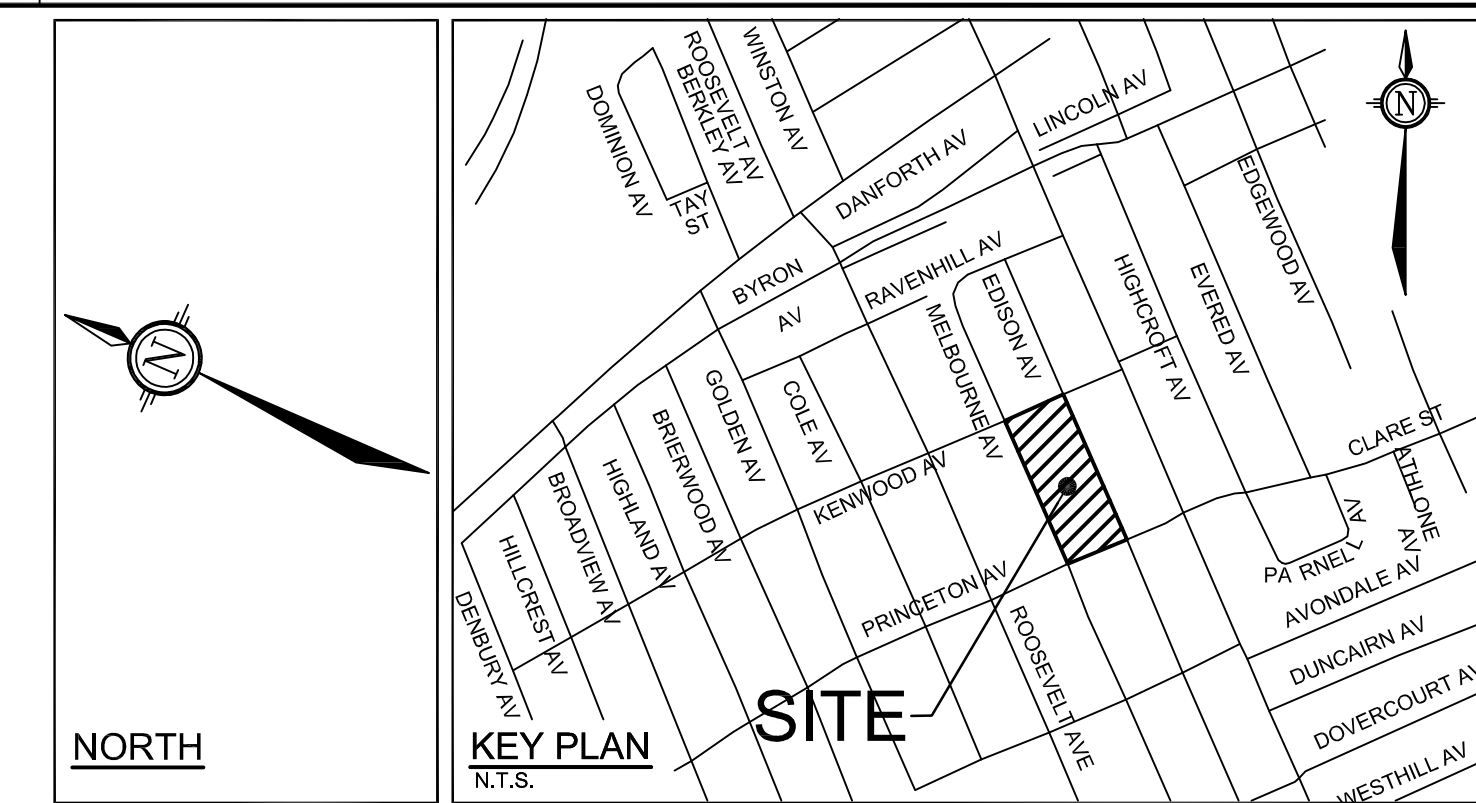 N
NORTH
ROOSEVELT AV
BERKLEY AV
WINSTON AV
DOMINION AV
TAY
ST
DANFORTH AV
LINCOLN AV
N
EDGEWOOD AV
BYRON
AV
RAVENHILL AV
EDISON AV
MELBOURNE AV
HIGHCROFT AV
EVERED AV
GOLDEN AV
COLE AV
BRIERWOOD AV
HIGHLAND AV
BROADVIEW AV
HILLCREST AV
DENBURY AV
KENWOOD AV
PRINCETON AV
ROOSEVELT AVE
CLARE ST
ATHLONE
AV
PA RNELL
AV
AVONDALE AV
DUNCAIRN AV
DOVERCOURT AV
WESTHILL AV
SITE
KEY PLAN
N.T.S.